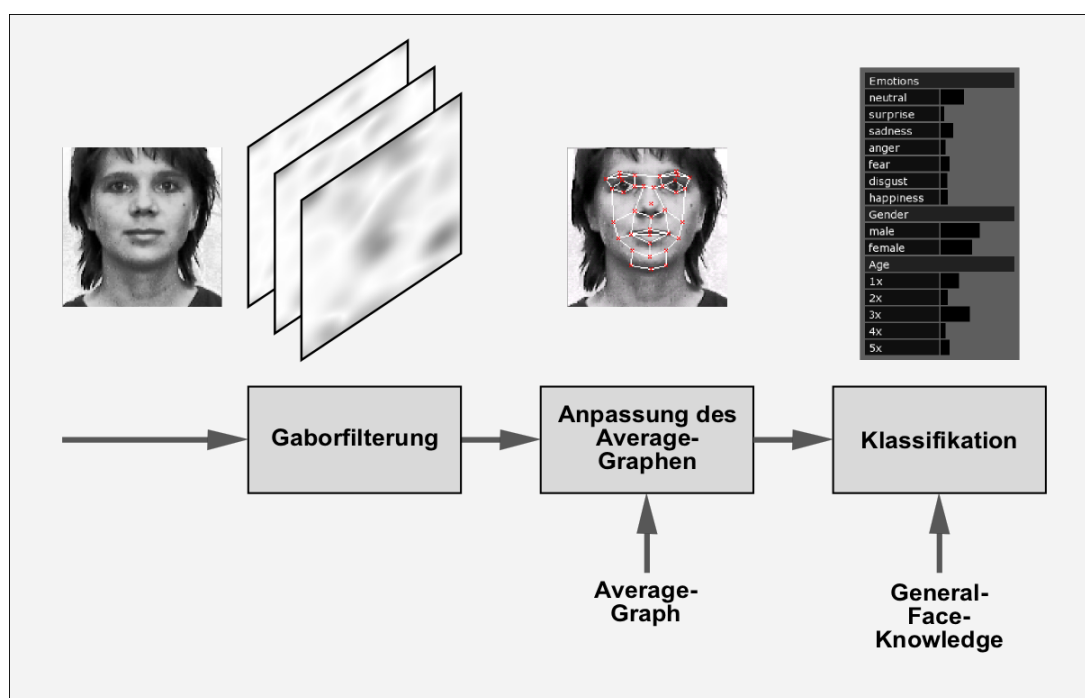 Emotions
neutral
surprise
sadness
anger
fear
disgust
happiness
Gender
male
female
Age
1x
2x
3x
4x
5x
Gaborfilterung
Anpassung des
Average-
Graphen
Klassifikation
Average-
Graph
General-
Face-
Knowledge